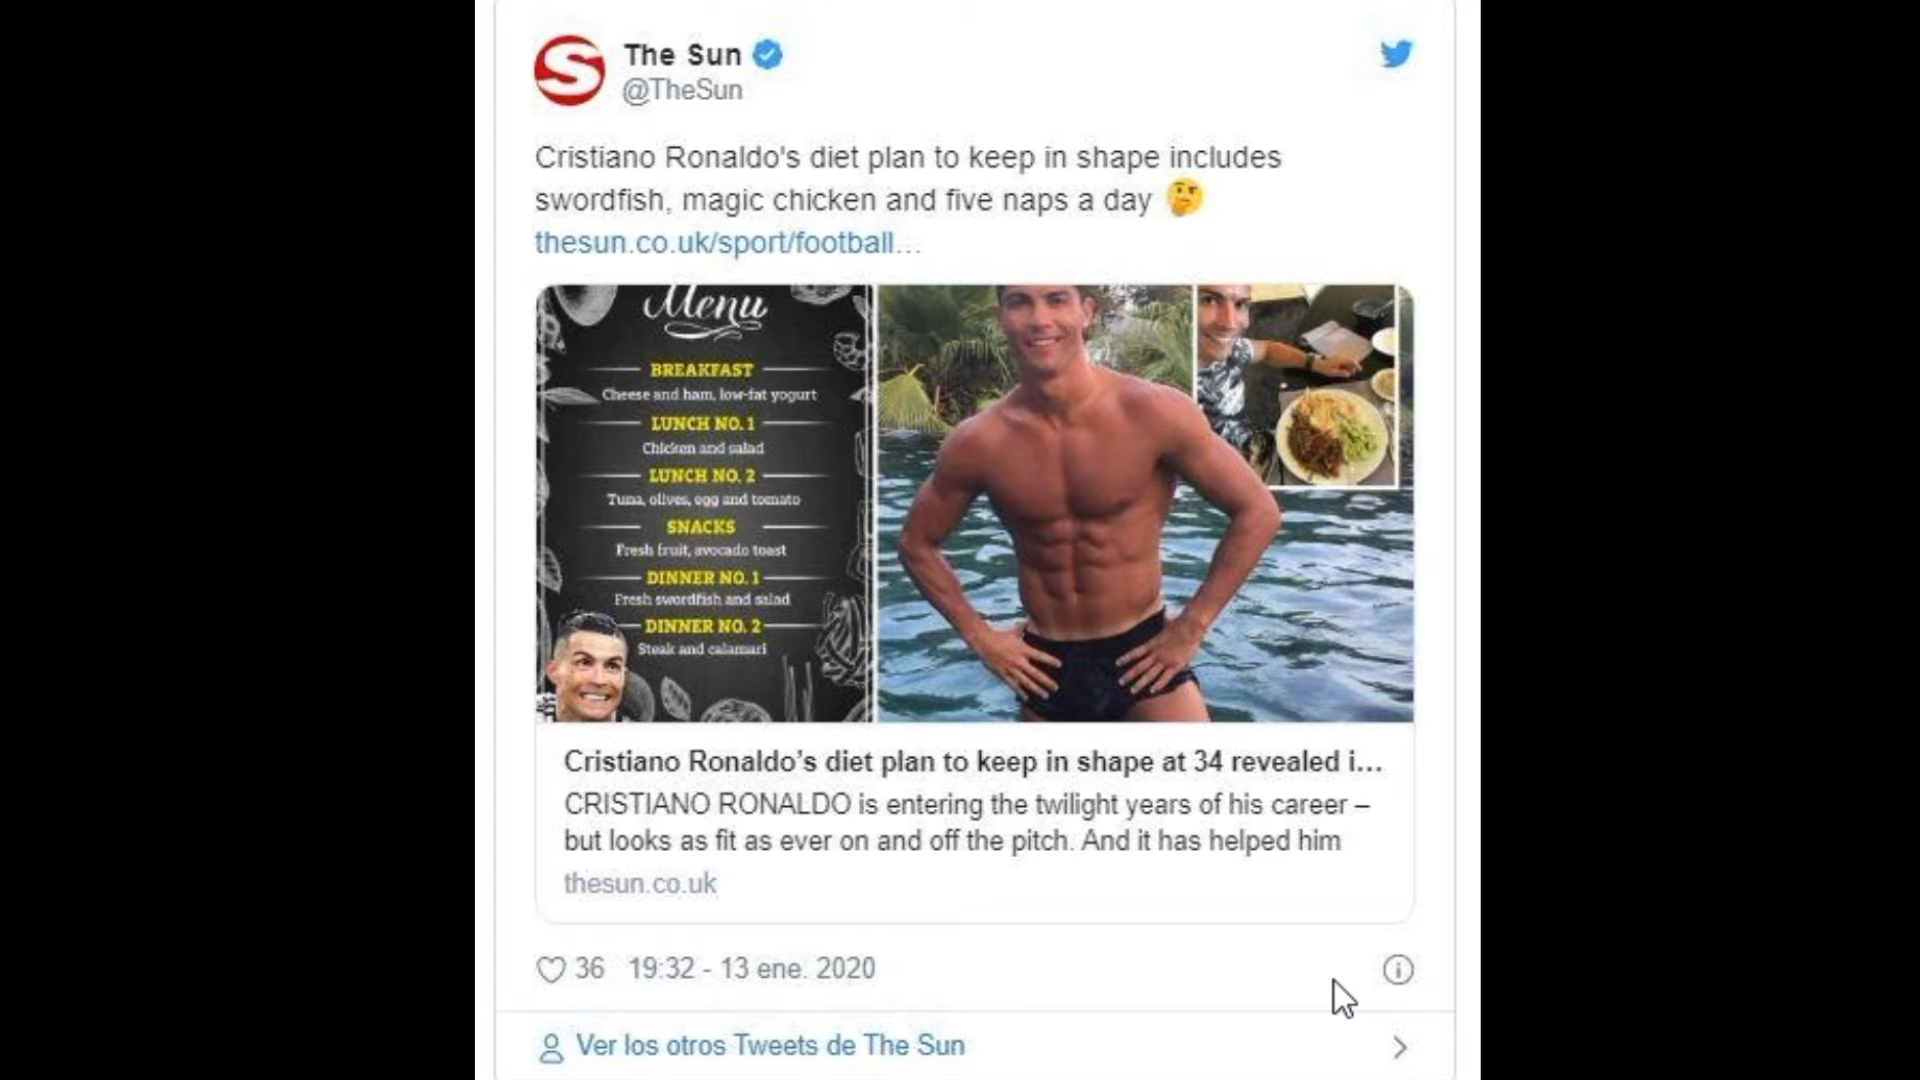 The Sun
@TheSun
Cristiano Ronaldo's diet plan to keep in shape includes
swordfish, magic chicken and five naps a day
thesun.co.uk/sport/football...
Menu
BREAKFAST
Cheese and ham, low-fat yogurt
LUNCH NO. 1
Chicken and salad
LUNCH NO. 2
Tuna, olives, egg and tomato
SNACKS
Fresh fruit, avocado toast
DINNER NO. 1
Fresh swordfish and salad
DINNER NO. 2
Steak and calamari
Cristiano Ronaldo’s diet plan to keep in shape at 34 revealed i...
CRISTIANO RONALDO is entering the twilight years of his career –
but looks as fit as ever on and off the pitch. And it has helped him
thesun.co.uk
36 19:32 - 13 ene. 2020
Ver los otros Tweets de The Sun